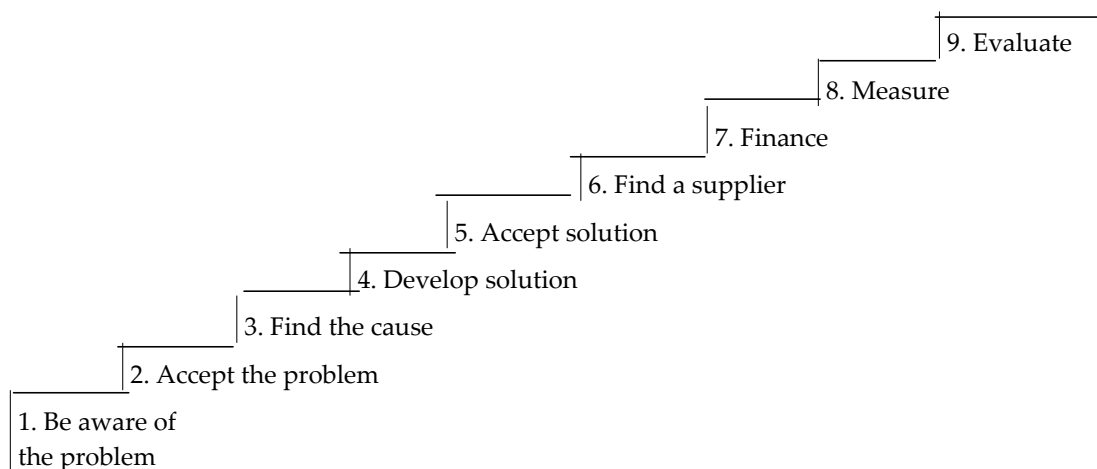 9. Evaluate
8. Measure
7. Finance
6. Find a supplier
5. Accept solution
4. Develop solution
3. Find the cause
2. Accept the problem
1. Be aware of
the problem